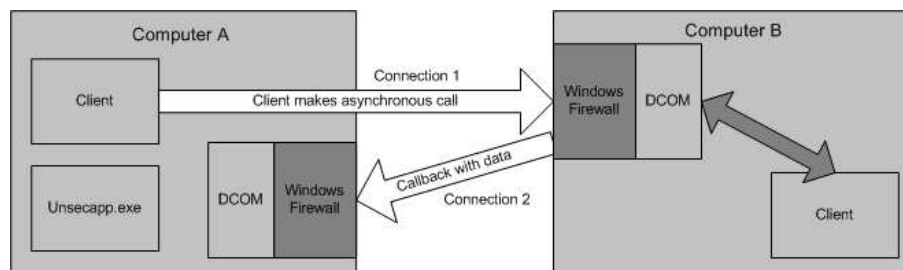 Computer A
Client
Unsecapp.exe
DCOM
Windows
Firewall
Connection 1
Client makes asynchronous call
Callback with data
Connection 2
Computer B
Windows
Firewall
DCOM
Client